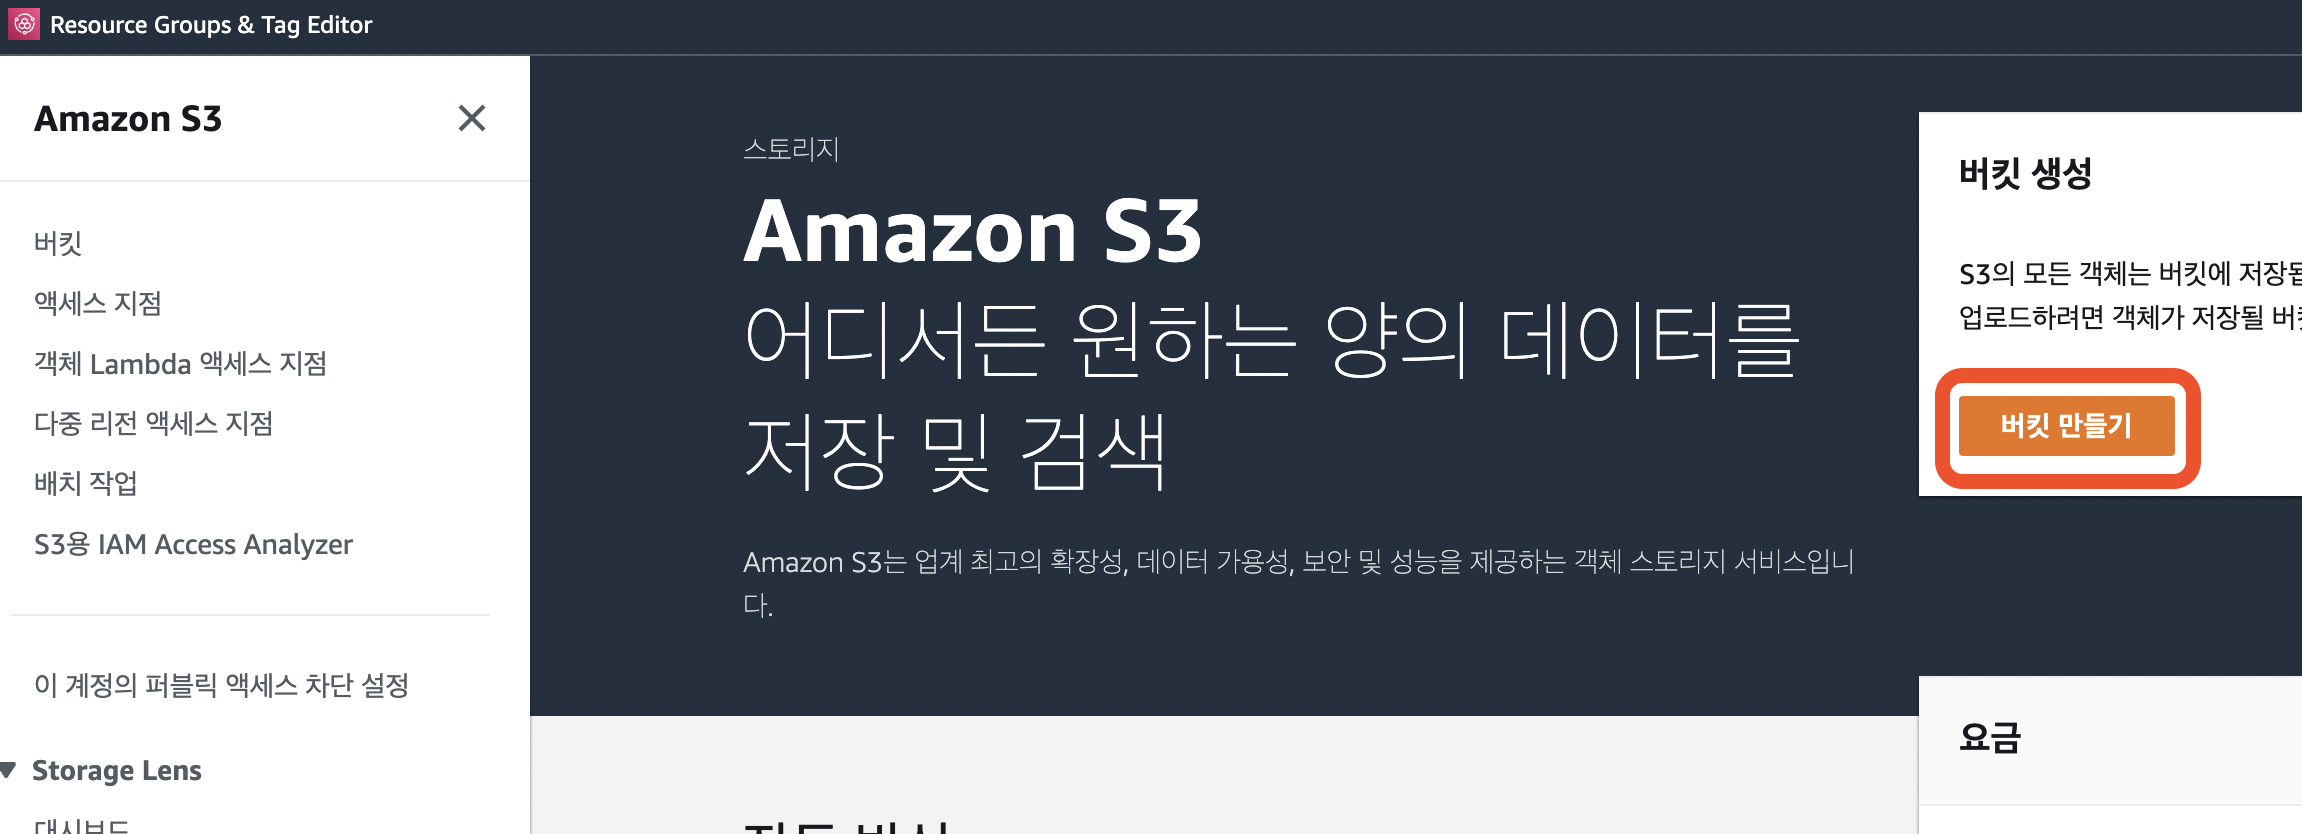 Resource Groups & Tag Editor
Amazon S3
버킷
액세스 지점
객체 Lambda 액세스 지점
다중 리전 액세스 지점
배치 작업
S3용 IAM Access Analyzer
이 계정의 퍼블릭 액세스 차단 설정
Storage Lens
대시보드
스토리지
Amazon S3
어디서든 원하는 양의 데이터를
저장 및 검색
Amazon S3는 업계 최고의 확장성, 데이터 가용성, 보안 및 성능을 제공하는 객체 스토리지 서비스입니
다.
버킷 생성
S3의 모든 객체는 버킷에
업로드하려면 객체가 저장될
버킷 만들기
요금